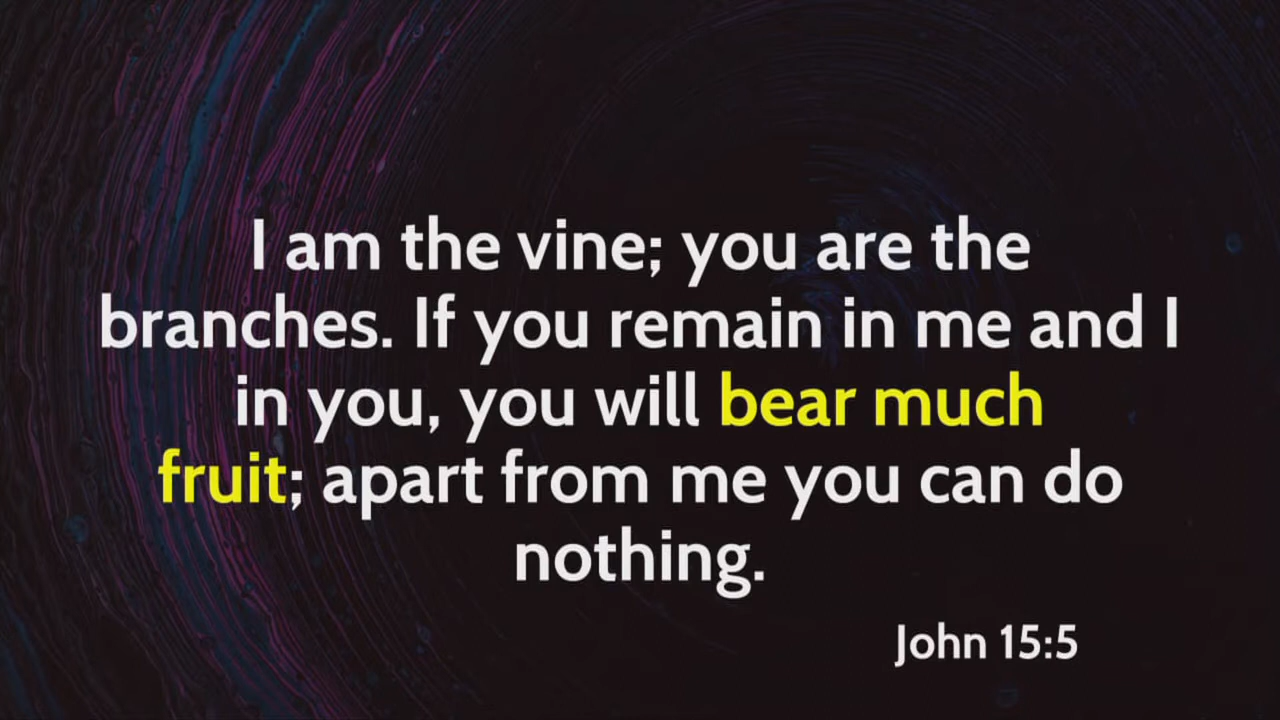 I am the vine; you are the
branches. If you remain in me and I
in you, you will bear much
fruit; apart from me you can do
nothing.
John 15:5